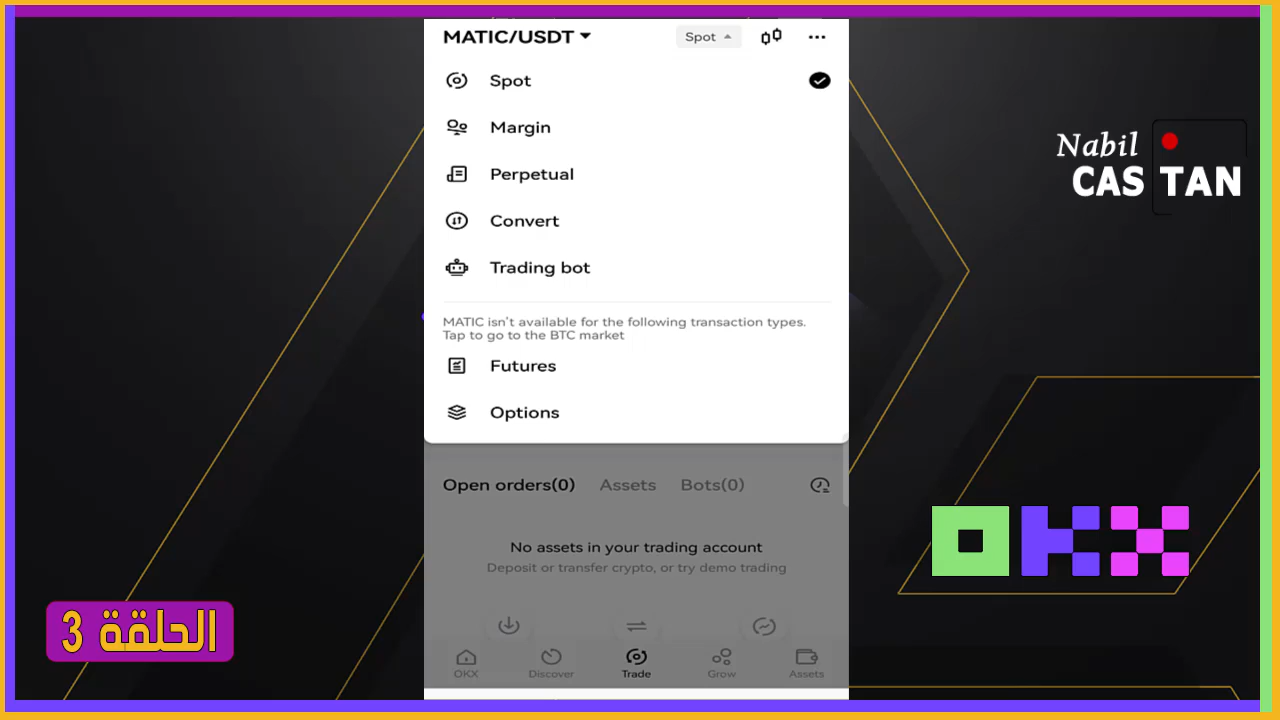 MATIC/USDT
Spot
Spot
Margin
Perpetual
Convert
Trading bot
MATIC isn't available for the following transaction types.
Tap to go to the BTC market
Futures
Options
Open orders(0) Assets Bots(0)
No assets in your trading account
Deposit or transfer crypto, or try demo trading
OKX Discover Trade Grow Assets
Nabil
CAS TAN
OKX
الحلقة 3